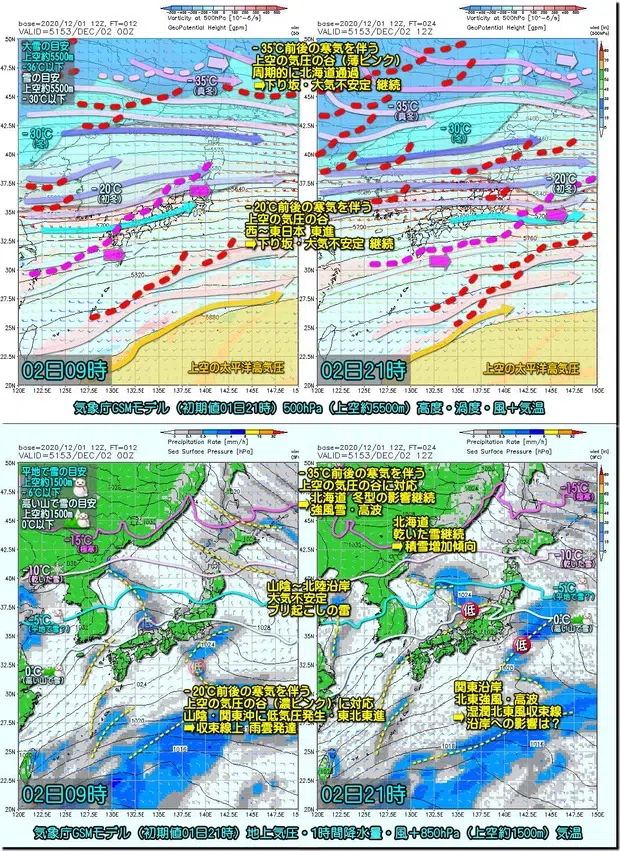 -200 -160 -120 -80 -40 40 80 120 160 200
Vorticity at 500hPa [10^-6/s]
GeoPotential Height [gpm]
base=2020/12/01 12Z, FT=012
VALID=5153/DEC/02 00Z
大雪の目安
上空約5500m
-36℃以下
雪の目安
上空約5500m
-30℃以下
-35℃
(真冬)
-30℃
(冬)
-20℃
(初冬)
02日09時
上空の太平洋高気圧
Vorticity at 500hPa [10^-6/s]
GeoPotential Height [gpm]
base=2020/12/01 12Z, FT=024
VALID=5153/DEC/02 12Z
-35℃前後の寒気を伴う
上空の気圧の谷(薄ピンク)
周期的に北海道通過
➡下り坂・大気不安定 継続
-35℃
(真冬)
-30℃
(冬)
-20℃
(初冬)
-20℃前後の寒気を伴う
上空の気圧の谷
西~東日本 東進
➡下り坂・大気不安定 継続
02日21時
上空の太平洋高気圧
気象庁GSMモデル(初期値01日21時)500hPa(上空約5500m)高度・渦度・風+気温
Precipitation Rate [mm/h]
Sea Surface Pressure [hPa]
base=2020/12/01 12Z, FT=012
VALID=5153/DEC/02 00Z
平地で雪の目安
上空約1500m
-6℃以下
高い山で雪の目安
上空約1500m
0℃以下
-15℃
(極寒)
-10℃
(乾いた雪)
-5℃
(平地で雪?)
0℃
(高い山で雪)
低
低
02日09時
Precipitation Rate [mm/h]
Sea Surface Pressure [hPa]
base=2020/12/01 12Z, FT=024
VALID=5153/DEC/02 12Z
-35℃前後の寒気を伴う
上空の気圧の谷に対応
北海道 冬型の影響継続
➡強風雪・高波
北海道
乾いた雪継続
➡積雪増加傾向
山陰~北陸沿岸
大気不安定
ブリ起こしの雷
-20℃前後の寒気を伴う
上空の気圧の谷(濃ピンク)に対応
山陰・関東沖に低気圧発生・東北東進
➡収束線上 雨雲発達
-15℃
(極寒)
-10℃
(乾いた雪)
-5℃
(平地で雪?)
0℃
(高い山で雪)
低
低
関東沿岸
北東強風・高波
➡湿潤北東風収束線
沿岸への影響は?
02日21時
気象庁GSMモデル(初期値01日21時)地上気圧・1時間降水量・風+850hPa(上空約1500m)気温